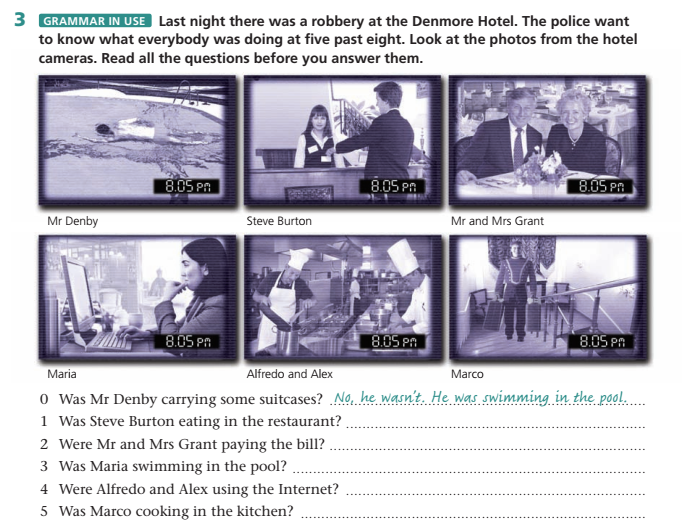 3 GRAMMAR IN USE Last night there was a robbery at the Denmore Hotel. The police want
to know what everybody was doing at five past eight. Look at the photos from the hotel
cameras. Read all the questions before you answer them.
8.05 PM 8.05 PM 8.05 PM
Mr Denby Steve Burton Mr and Mrs Grant
8.05 PM 8.05 PM 8.05 PM
Maria Alfredo and Alex Marco
0 Was Mr Denby carrying some suitcases? No, he wasn't. He was swimming in the pool.
1 Was Steve Burton eating in the restaurant?
2 Were Mr and Mrs Grant paying the bill?
3 Was Maria swimming in the pool?
4 Were Alfredo and Alex using the Internet?
5 Was Marco cooking in the kitchen?